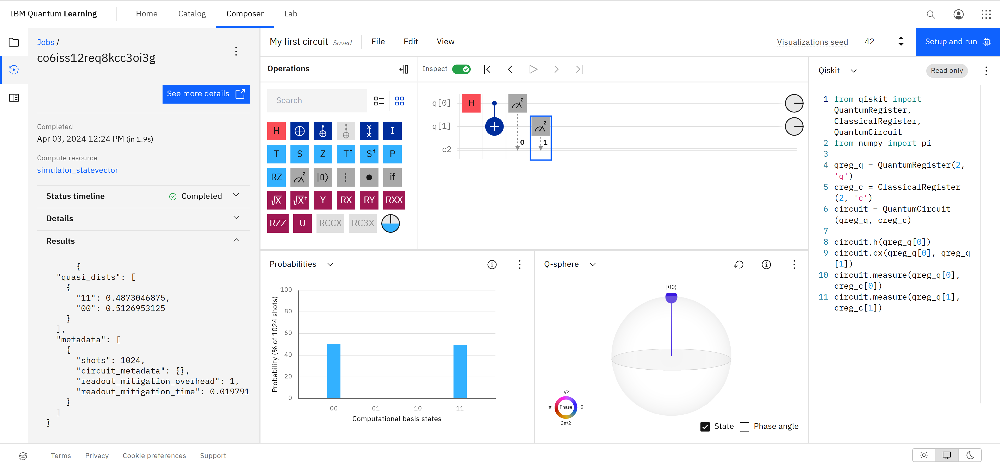 IBM Quantum Learning
Home
Catalog
Composer
Lab
Jobs /
co6iss12req8kcc3oi3g
See more details
Completed
Apr 03, 2024 12:24 PM (in 1.9s)
Compute resource
simulator_statevector
Status timeline
Completed
Details
Results
{
"quasi_dists": [
{
"11": 0.4873046875,
"00": 0.5126953125
}
],
"metadata": [
{
"shots": 1024,
"circuit_metadata": {},
"readout_mitigation_overhead": 1,
"readout_mitigation_time": 0.019791
}
]
}
My first circuit Saved
File
Edit
View
Visualizations seed
42
Setup and run
Operations
Search
H
I
T
S
Z
T†
S†
P
RZ
z
|0⟩
if
√X
√X†
Y
RX
RY
RXX
RZZ
U
RCCX
RC3X
Inspect
q[0]
H
z
q[1]
z
0
1
c2
Probabilities
Probability (% of 1024 shots)
100
80
60
40
20
0
00
01
10
11
Computational basis states
Q-sphere
|00⟩
π/2
π
Phase
0
3π/2
State
Phase angle
Qiskit
Read only
1 from qiskit import
QuantumRegister,
ClassicalRegister,
QuantumCircuit
2 from numpy import pi
3
4 qreg_q = QuantumRegister(2,
'q')
5 creg_c = ClassicalRegister
(2, 'c')
6 circuit = QuantumCircuit
(qreg_q, creg_c)
7
8 circuit.h(qreg_q[0])
9 circuit.cx(qreg_q[0], qreg_q
[1])
10 circuit.measure(qreg_q[0],
creg_c[0])
11 circuit.measure(qreg_q[1],
creg_c[1])
Terms
Privacy
Cookie preferences
Support